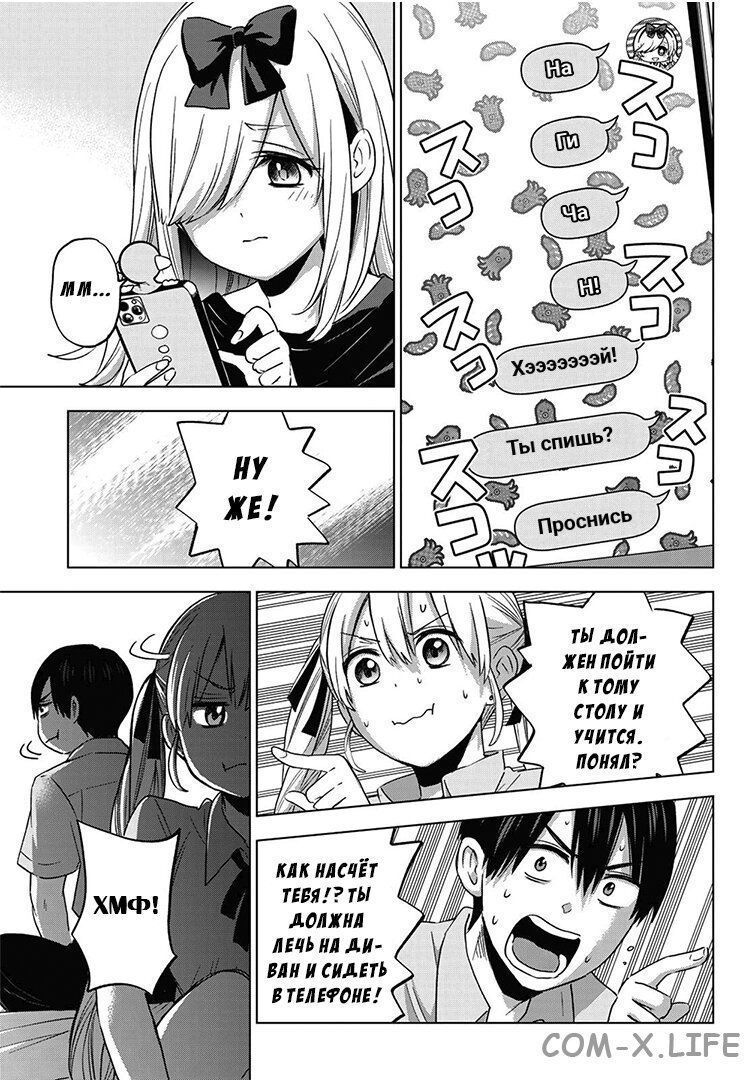 На
Ги
Ча
Н!
Хэээээээй!
Ты спишь?
Проснись
スコ
スコ
スコ
スコ
スコ
スコッ
ММ...
НУ
ЖЕ!
ТЫ ДОЛ-
ЖЕН ПОЙТИ
К ТОМУ
СТОЛУ И
УЧИТСЯ.
ПОНЯЛ?
КАК НАСЧЁТ
ТЕБЯ!? ТЫ
ДОЛЖНА
ЛЕЧЬ НА ДИ-
ВАН И СИДЕТЬ
В ТЕЛЕФОНЕ!
ХМФ!
COM-X.LIFE